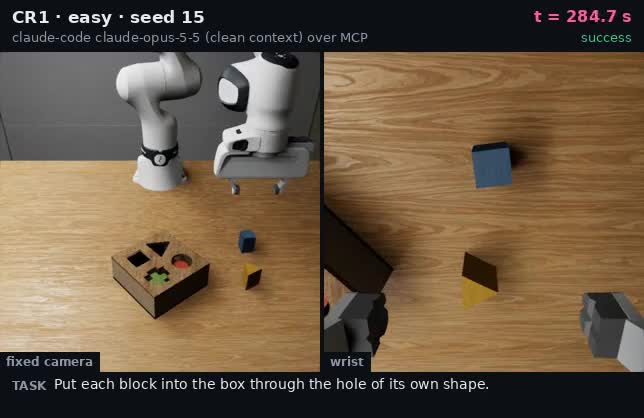 CR1 · easy · seed 15
t = 284.7 s
claude-code claude-opus-5-5 (clean context) over MCP
success
fixed camera
wrist
TASK Put each block into the box through the hole of its own shape.